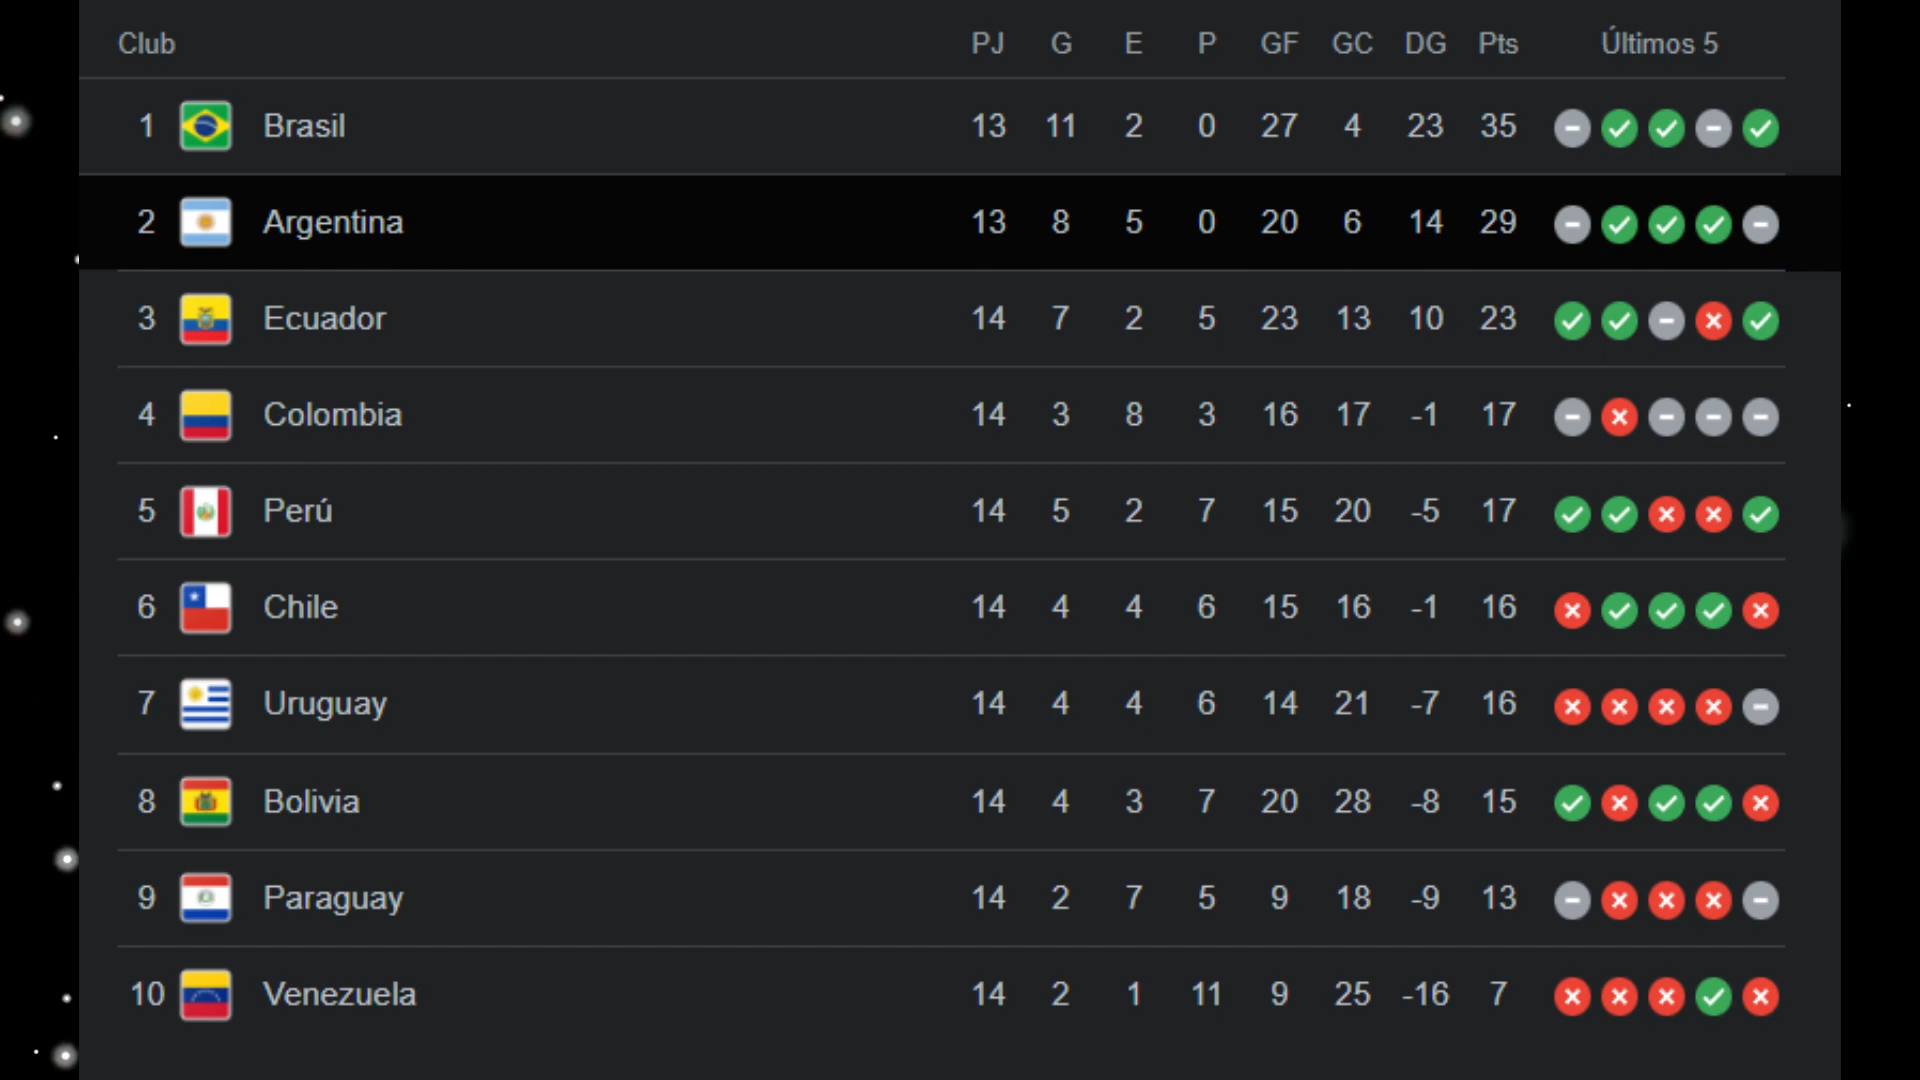 Club PJ G E P GF GC DG Pts Últimos 5
1 Brasil 13 11 2 0 27 4 23 35
2 Argentina 13 8 5 0 20 6 14 29
3 Ecuador 14 7 2 5 23 13 10 23
4 Colombia 14 3 8 3 16 17 -1 17
5 Perú 14 5 2 7 15 20 -5 17
6 Chile 14 4 4 6 15 16 -1 16
7 Uruguay 14 4 4 6 14 21 -7 16
8 Bolivia 14 4 3 7 20 28 -8 15
9 Paraguay 14 2 7 5 9 18 -9 13
10 Venezuela 14 2 1 11 9 25 -16 7